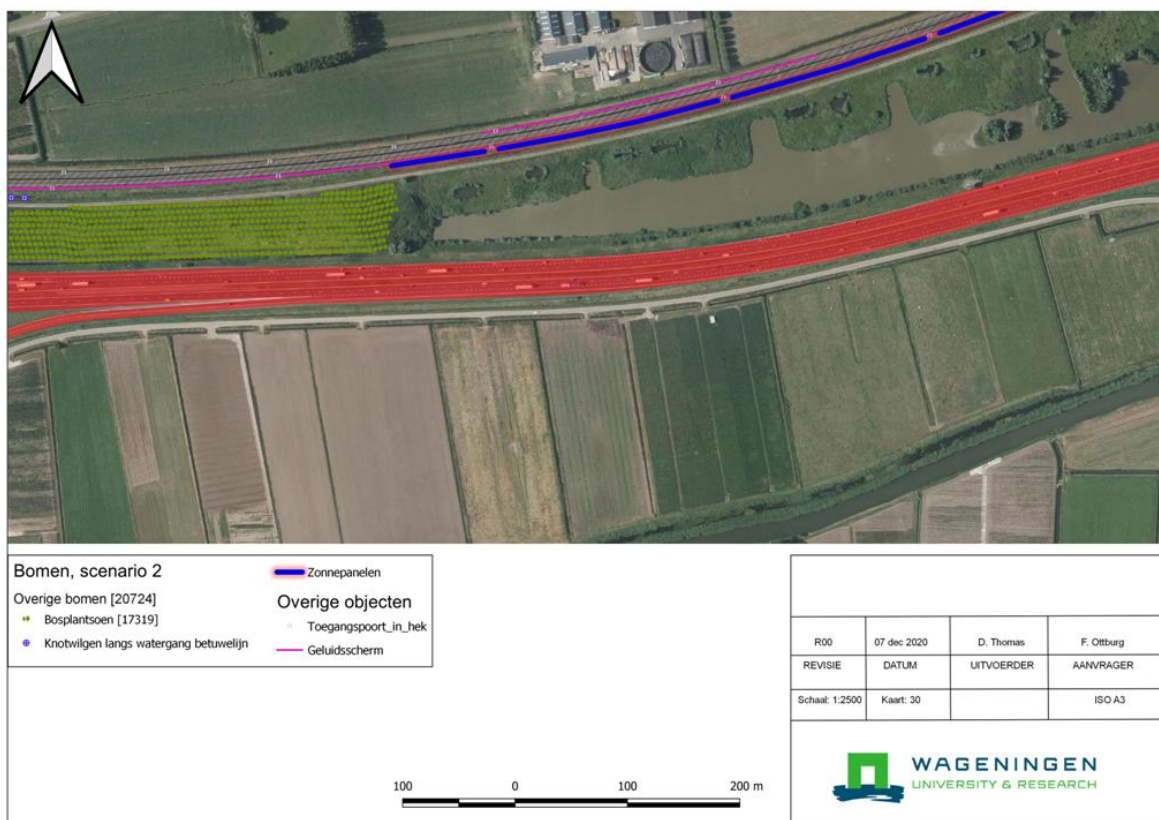 Bomen, scenario 2
Overige bomen [20724]
Bosplantsoen [17319]
Knotwilgen langs watergang betuwelijn
Zonnepanelen
Overige objecten
Toegangspoort_in_hek
Geluidsscherm
100 0 100 200 m
R00 07 dec 2020 D. Thomas F. Ottburg
REVISIE DATUM UITVOERDER AANVRAGER
Schaal: 1:2500 Kaart: 30 ISO A3
WAGENINGEN
UNIVERSITY & RESEARCH